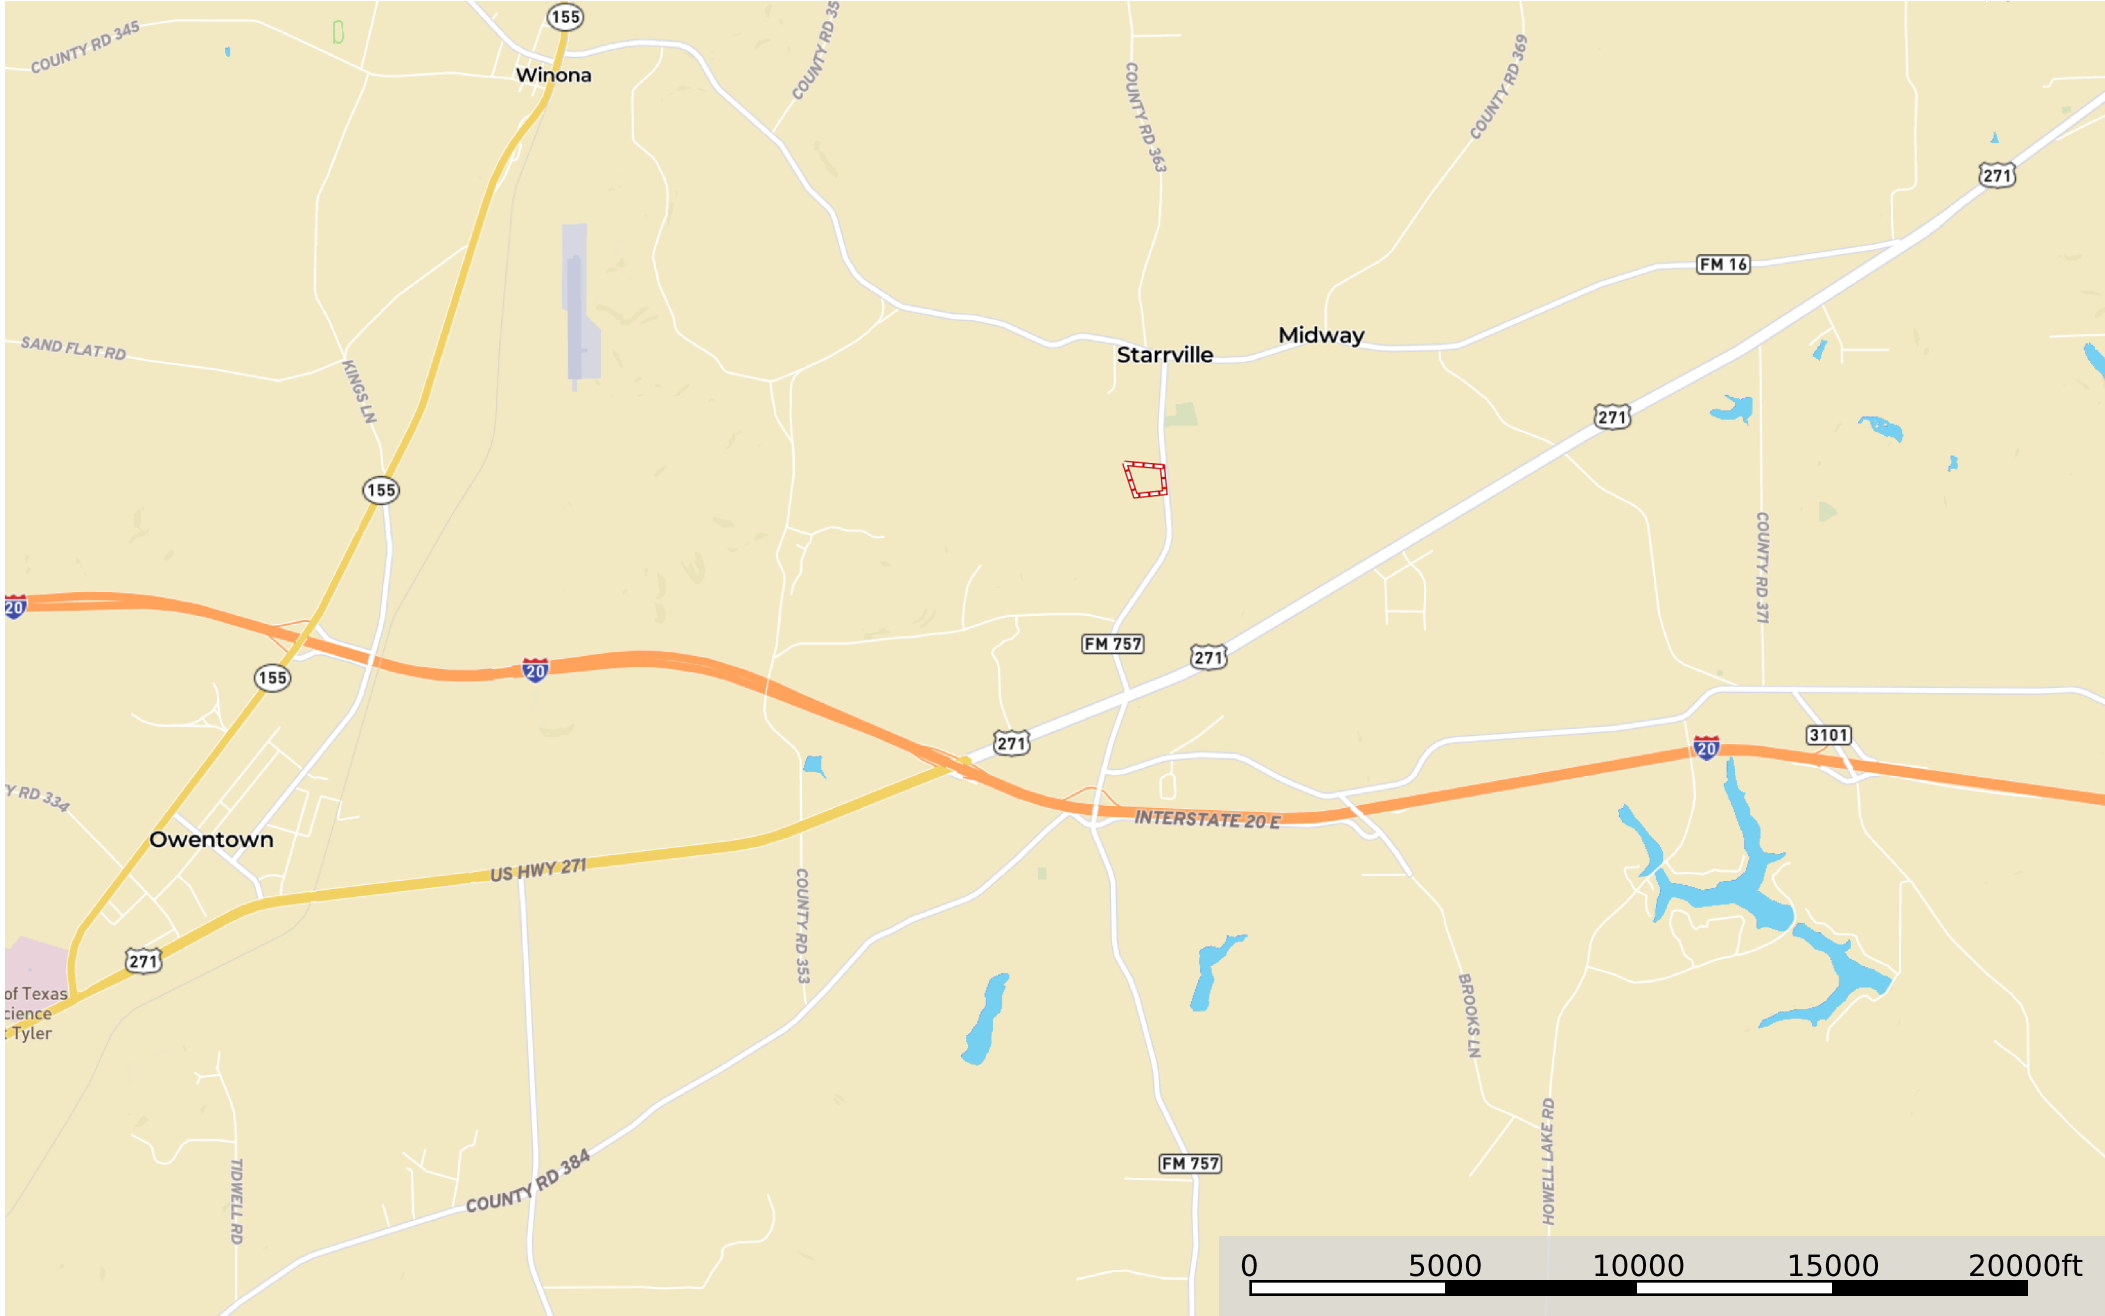 155
COUNTY RD 345
COUNTY RD 35
Winona
COUNTY RD 363
COUNTY RD 369
271
FM 16
SAND FLAT RD
KINGS LN
Starrville
Midway
271
155
COUNTY RD 371
20
FM 757
271
155
20
271
3101
20
Y RD 334
INTERSTATE 20 E
Owentown
US HWY 271
COUNTY RD 353
271
of Texas
cience
t Tyler
BROOKS LN
HOWELL LAKE RD
TIDWELL RD
COUNTY RD 384
FM 757
0 5000 10000 15000 20000ft